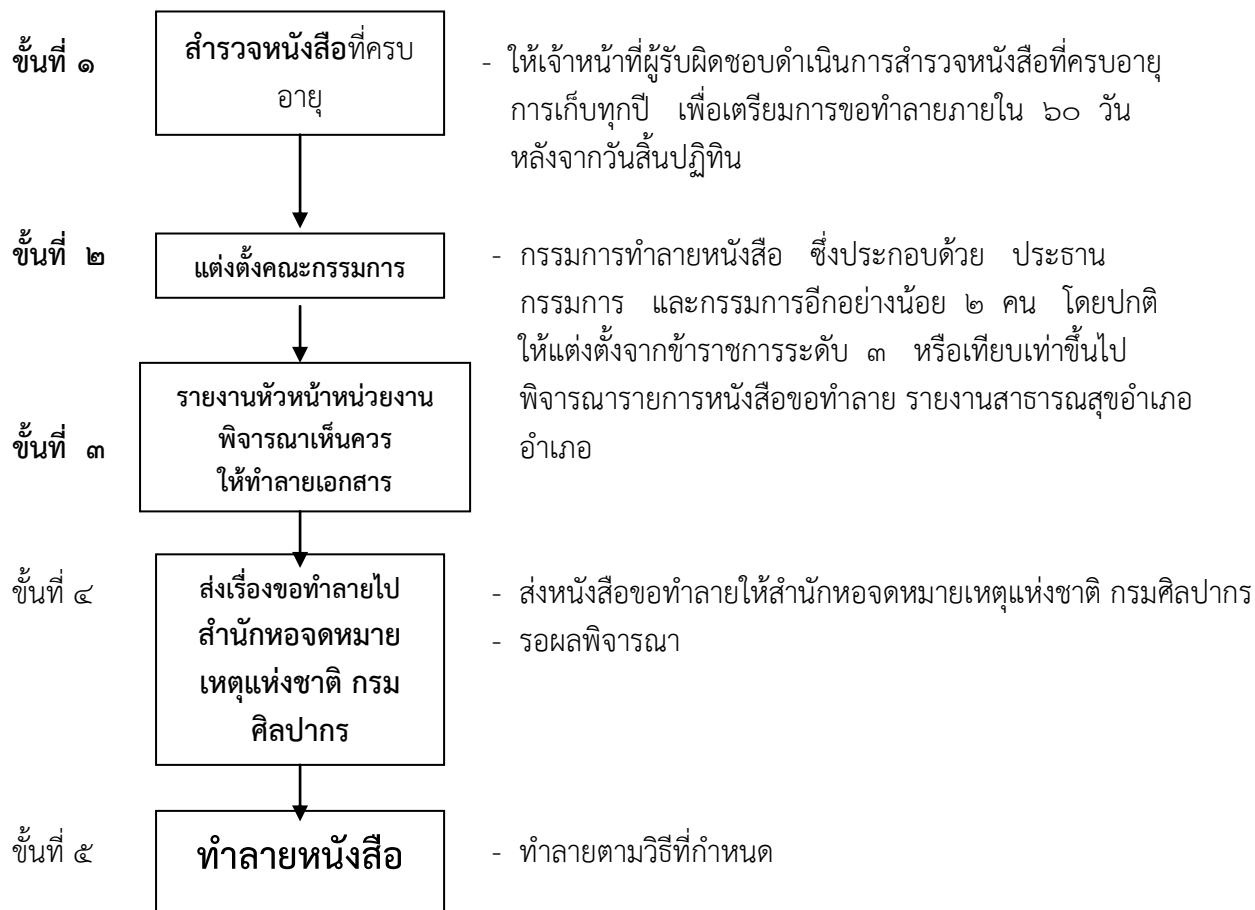 ขั้นที่ ๑
สำรวจหนังสือที่ครบ
อายุ
- ให้เจ้าหน้าที่ผู้รับผิดชอบดำเนินการสำรวจหนังสือที่ครบอายุ
การเก็บทุกปี เพื่อเตรียมการขอทำลายภายใน ๖๐ วัน
หลังจากวันสิ้นปฏิทิน
ขั้นที่ ๒
แต่งตั้งคณะกรรมการ
- กรรมการทำลายหนังสือ ซึ่งประกอบด้วย ประธาน
กรรมการ และกรรมการอีกอย่างน้อย ๒ คน โดยปกติ
ให้แต่งตั้งจากข้าราชการระดับ ๓ หรือเทียบเท่าขึ้นไป
พิจารณารายการหนังสือขอทำลาย รายงานสาธารณสุขอำเภอ
อำเภอ
ขั้นที่ ๓
รายงานหัวหน้าหน่วยงาน
พิจารณาเห็นควร
ให้ทำลายเอกสาร
ขั้นที่ ๔
ส่งเรื่องขอทำลายไป
สำนักหอจดหมาย
เหตุแห่งชาติ กรม
ศิลปากร
- ส่งหนังสือขอทำลายให้สำนักหอจดหมายเหตุแห่งชาติ กรมศิลปากร
- รอผลพิจารณา
ขั้นที่ ๕
ทำลายหนังสือ
- ทำลายตามวิธีที่กำหนด